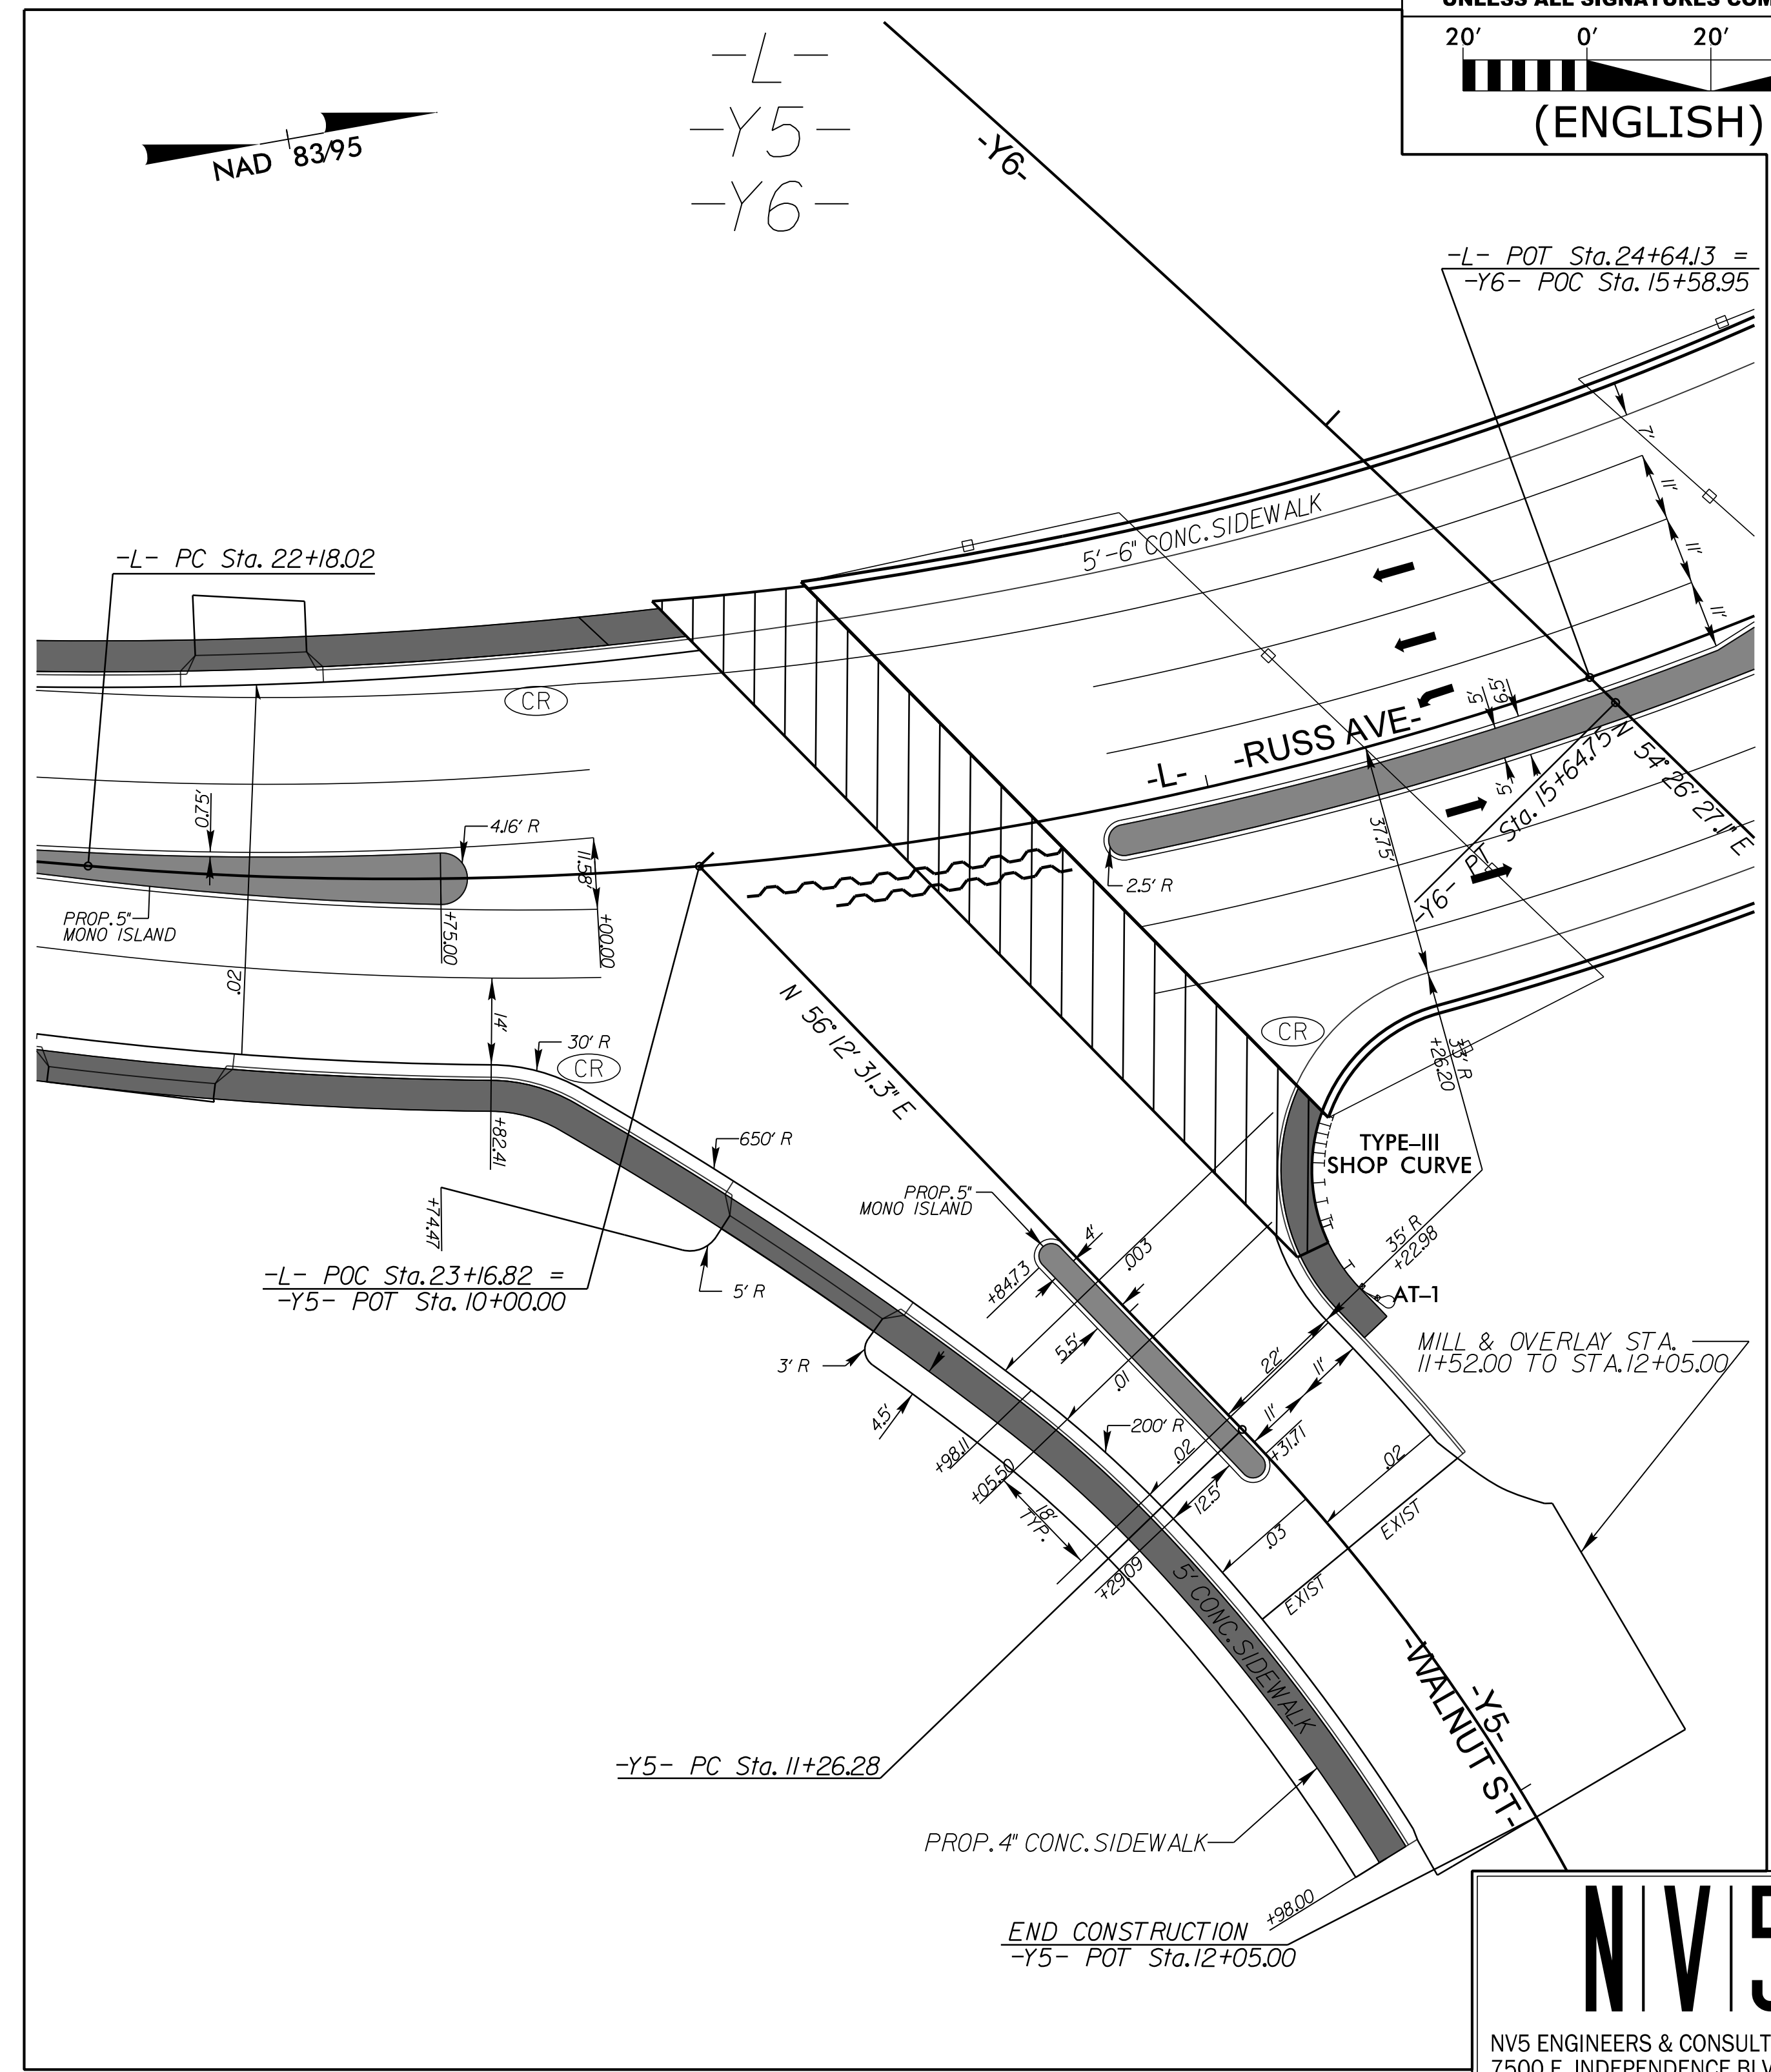 UNLESS ALL SIGNATURES COM
20' 0' 20'
(ENGLISH)
-L-
-Y5-
-Y6-
NAD 83/95
-Y6-
-L- POT Sta. 24+64.13 =
-Y6- POC Sta. 15+58.95
7'
11'
11'
11'
5'-6" CONC. SIDEWALK
-L- PC Sta. 22+18.02
CR
-L- -RUSS AVE-
5'
6.5'
5'
-Y6- PT Sta. 15+64.75
N 54° 26' 27.1" E
0.75'
4.16' R
11.58'
37.75'
2.5' R
PROP. 5"
MONO ISLAND
+75.00
+00.00
.02
14'
N 56° 12' 31.3" E
CR
30' R
CR
33' R
+26.20
+82.41
650' R
TYPE-III
SHOP CURVE
PROP. 5"
MONO ISLAND
+74.47
4'
.003
35' R
+22.98
+84.73
-L- POC Sta. 23+16.82 =
-Y5- POT Sta. 10+00.00
5' R
AT-1
5.5'
MILL & OVERLAY STA.
11+52.00 TO STA. 12+05.00
3' R
22'
11'
.01
4.5'
11'
200' R
+31.71
.02
.02
+98.11
+05.50
12.5'
18'
TYP.
EXIST
.03
+29.09
EXIST
5' CONC. SIDEWALK
-Y5-
-WALNUT ST-
-Y5- PC Sta. 11+26.28
PROP. 4" CONC. SIDEWALK
+98.00
END CONSTRUCTION
-Y5- POT Sta. 12+05.00
N V 5
NV5 ENGINEERS & CONSULT
7500 E. INDEPENDENCE BLV